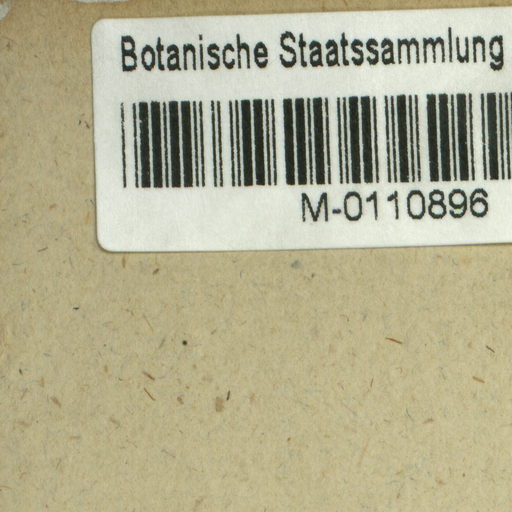 Botanische Staatssammlung
M-0110896